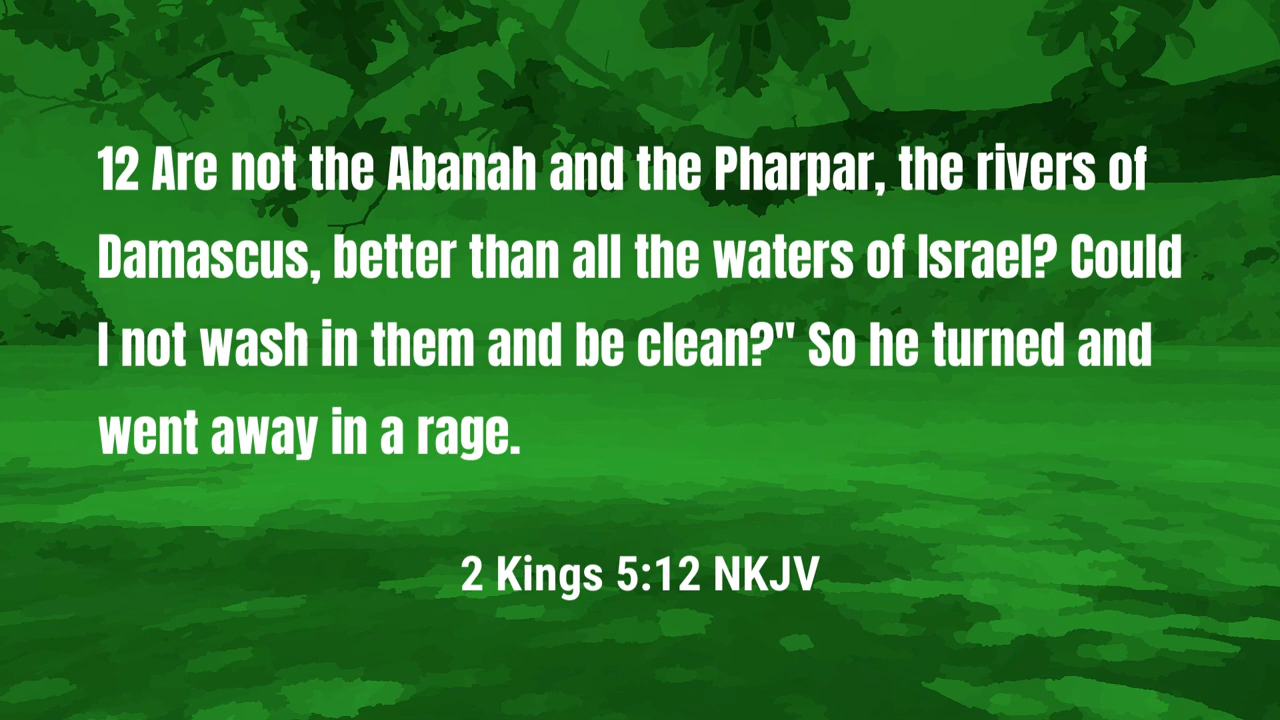 12 Are not the Abanah and the Pharpar, the rivers of
Damascus, better than all the waters of Israel? Could
I not wash in them and be clean?" So he turned and
went away in a rage.
2 Kings 5:12 NKJV